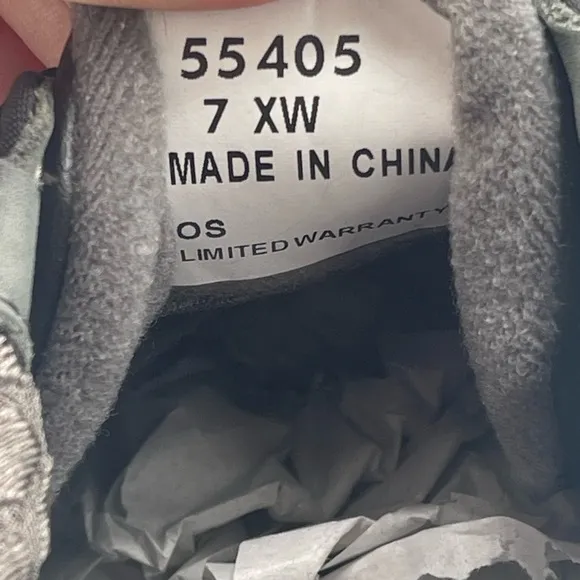 55405
7 XW
MADE IN CHINA
OS
LIMITED WARRANTY